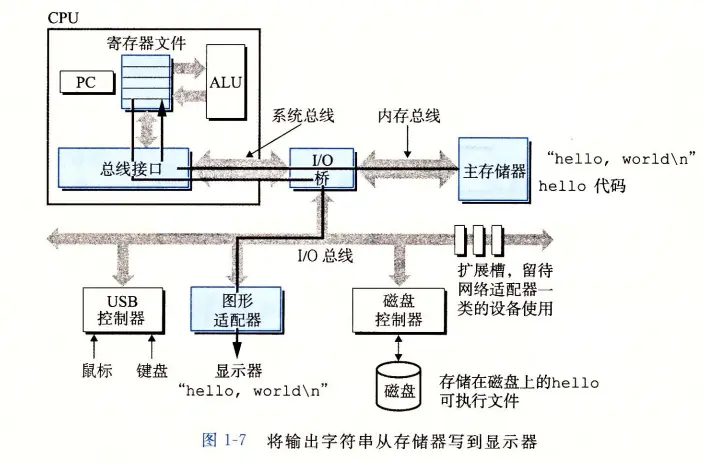 CPU
寄存器文件
PC
ALU
系统总线
内存总线
总线接口
I/O
桥
主存储器
“hello, world\n”
hello 代码
I/O 总线
扩展槽，留待
网络适配器一
类的设备使用
USB
控制器
图形
适配器
磁盘
控制器
鼠标
键盘
显示器
“hello, world\n”
磁盘
存储在磁盘上的hello
可执行文件
图 1-7 将输出字符串从存储器写到显示器